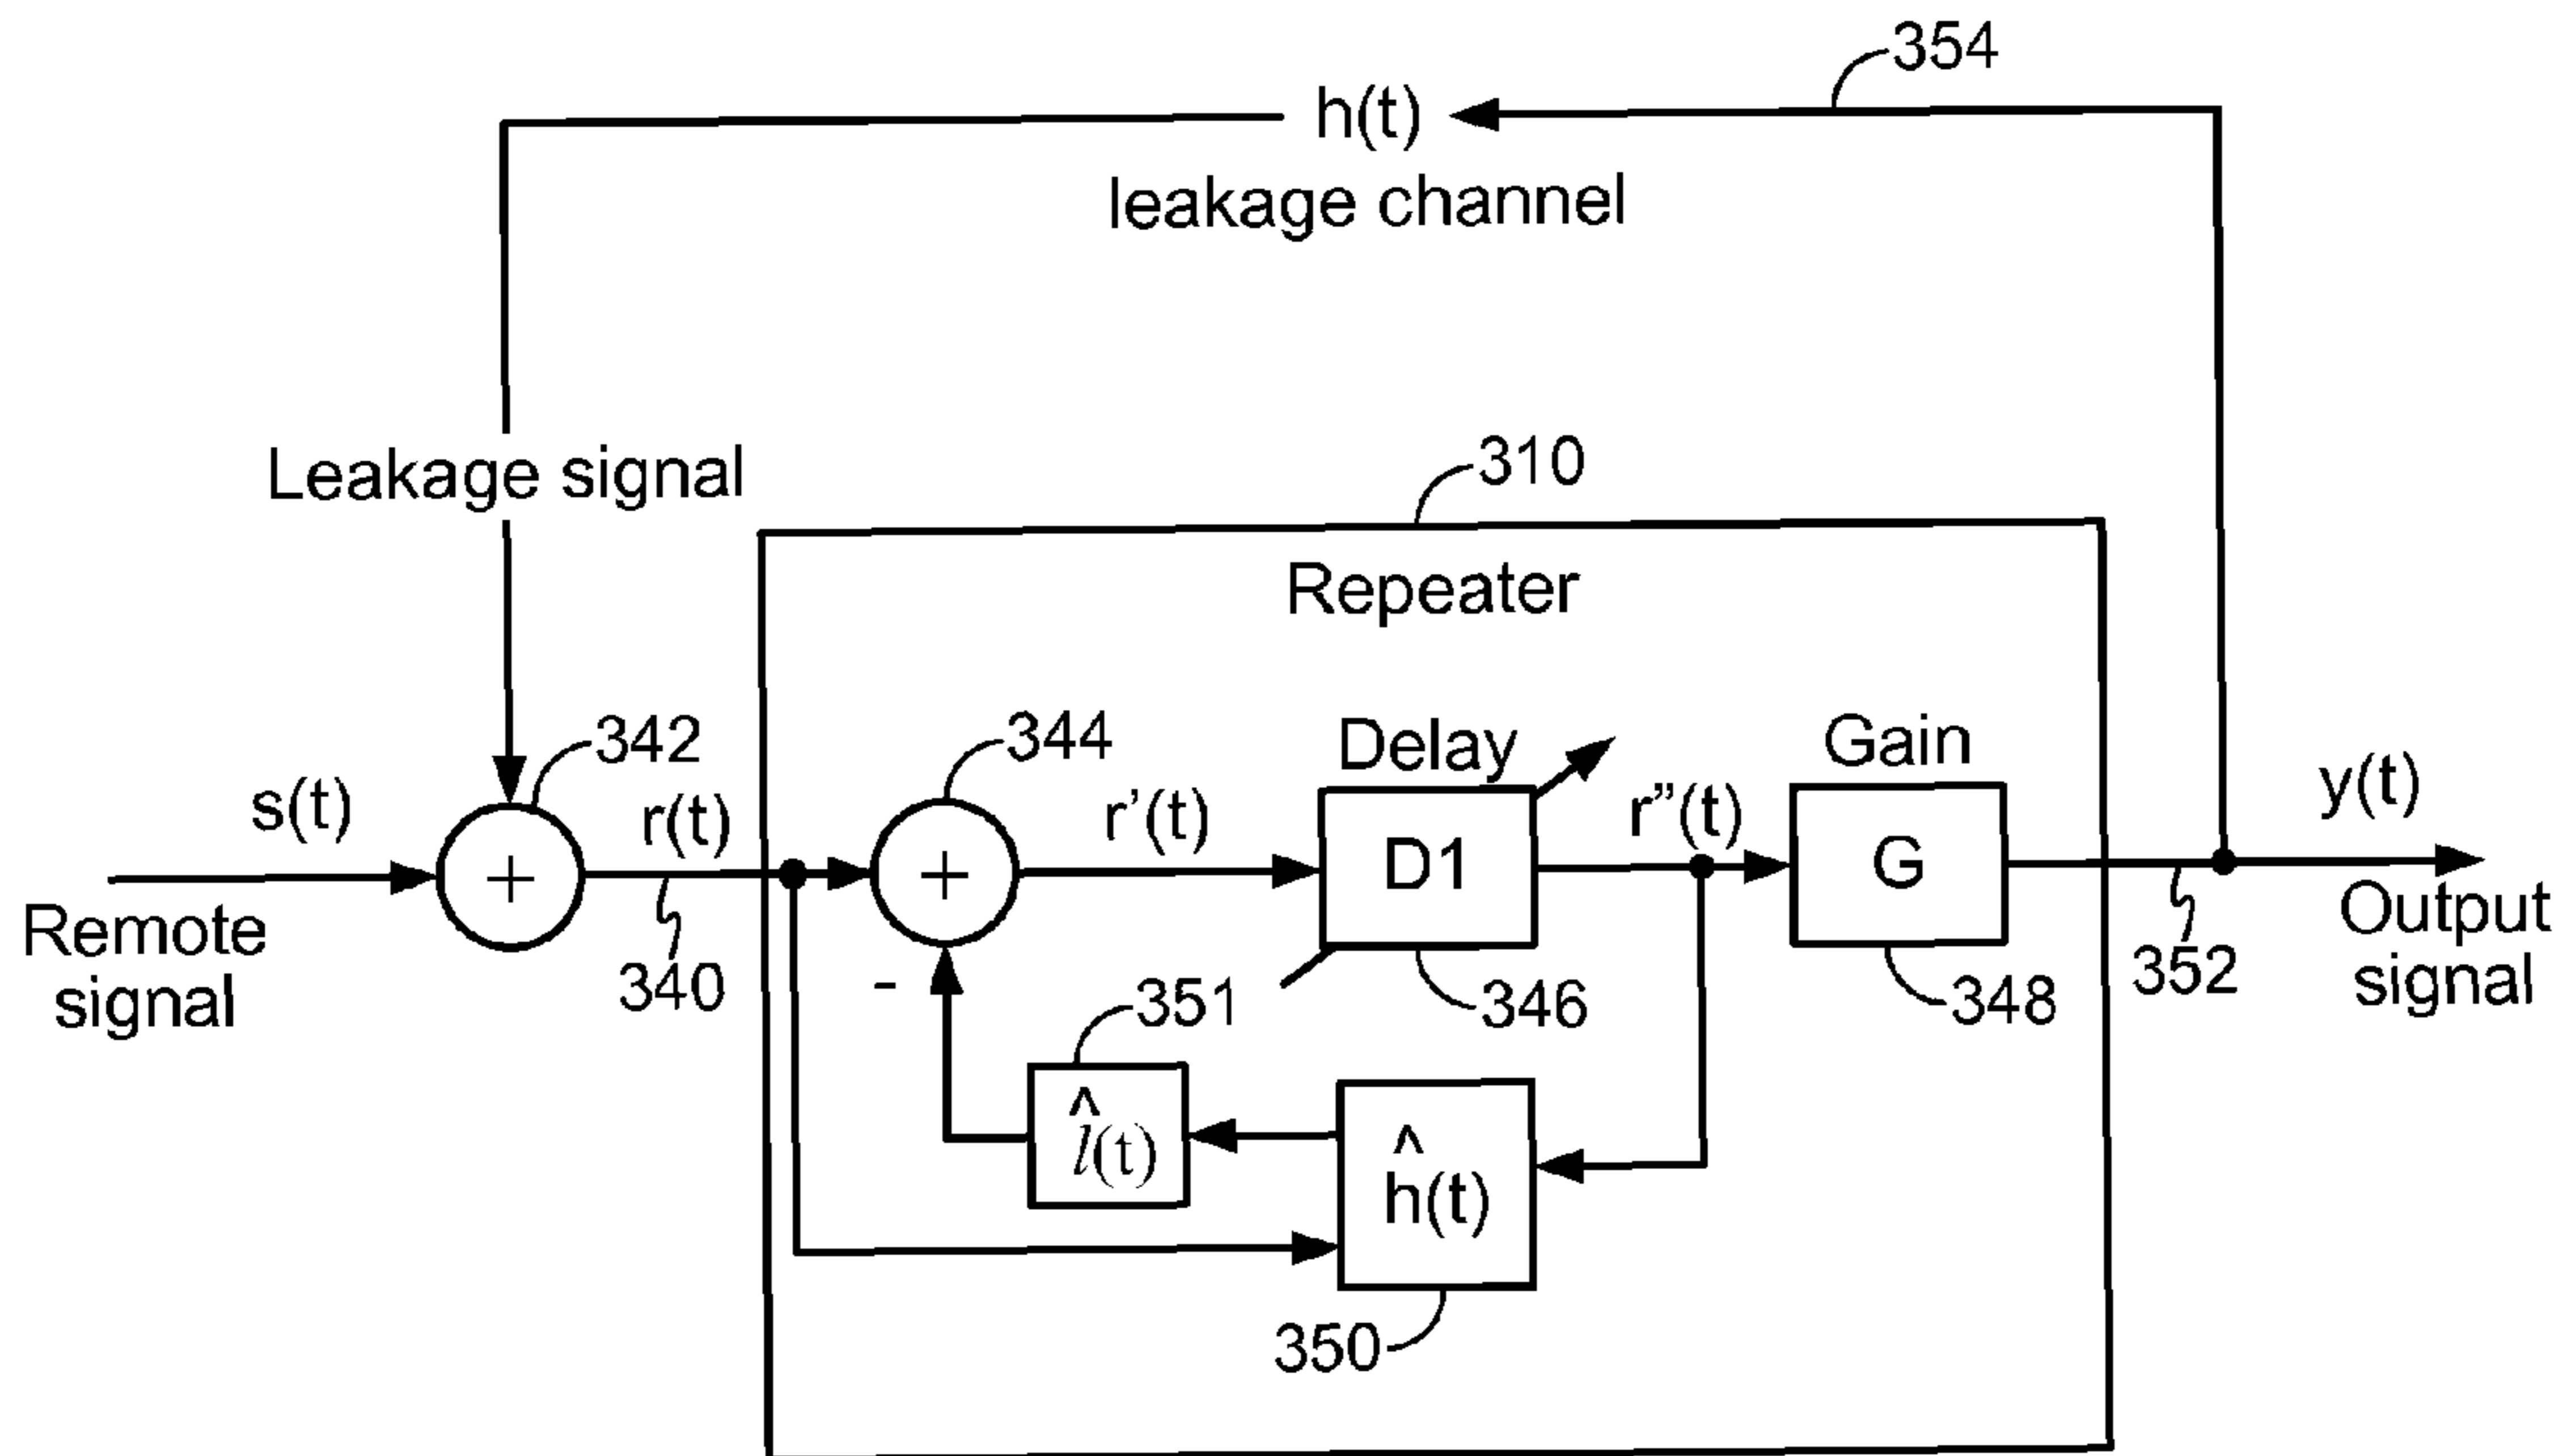 354
h(t)
leakage channel
Leakage signal
310
Repeater
342
344
Delay
Gain
s(t)
r(t)
r’(t)
r”(t)
y(t)
+
+
D1
G
Remote
signal
340
-
351
346
348
352
Output
signal
l̂(t)
ĥ(t)
350